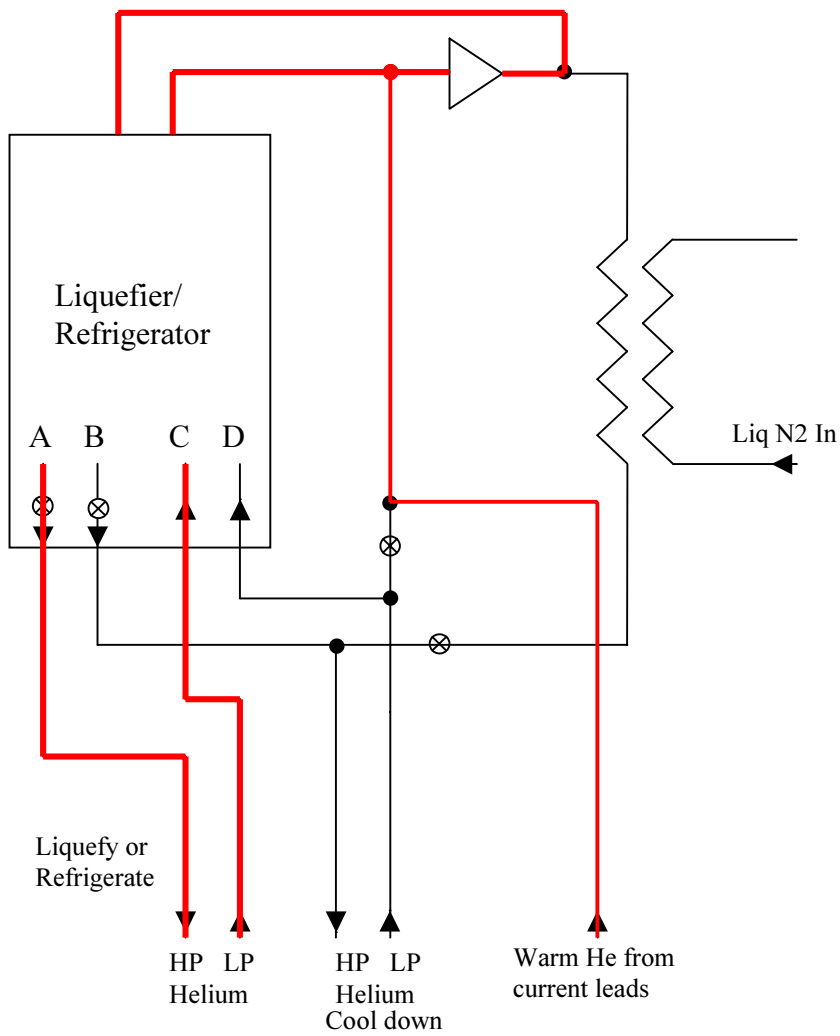 Liquefier/
Refrigerator
A B C D
Liq N2 In
Liquefy or
Refrigerate
HP LP
Helium
HP LP
Helium
Cool down
Warm He from
current leads